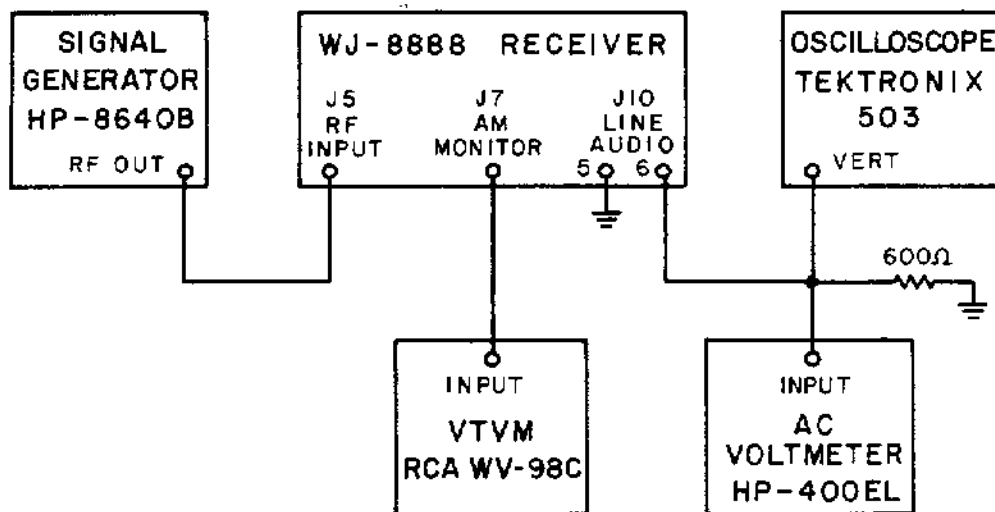 SIGNAL
GENERATOR
HP-8640B
RF OUT
WJ-8888 RECEIVER
J5
RF
INPUT
J7
AM
MONITOR
J10
LINE
AUDIO
5 6
OSCILLOSCOPE
TEKTRONIX
503
VERT
600Ω
INPUT
VTVM
RCA WV-98C
INPUT
AC
VOLTMETER
HP-400EL